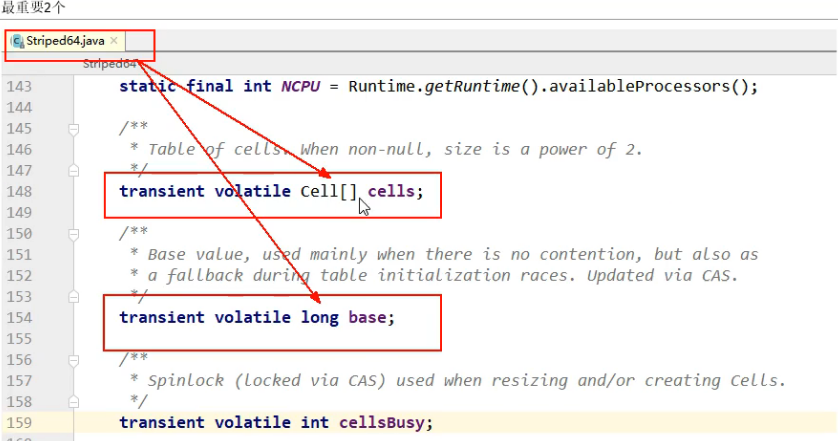 最重要2个
Striped64.java
Striped64
143 static final int NCPU = Runtime.getRuntime().availableProcessors();
144
145 /**
146 * Table of cells. When non-null, size is a power of 2.
147 */
148 transient volatile Cell[] cells;
149
150 /**
151 * Base value, used mainly when there is no contention, but also as
152 * a fallback during table initialization races. Updated via CAS.
153 */
154 transient volatile long base;
155
156 /**
157 * Spinlock (locked via CAS) used when resizing and/or creating Cells.
158 */
159 transient volatile int cellsBusy;